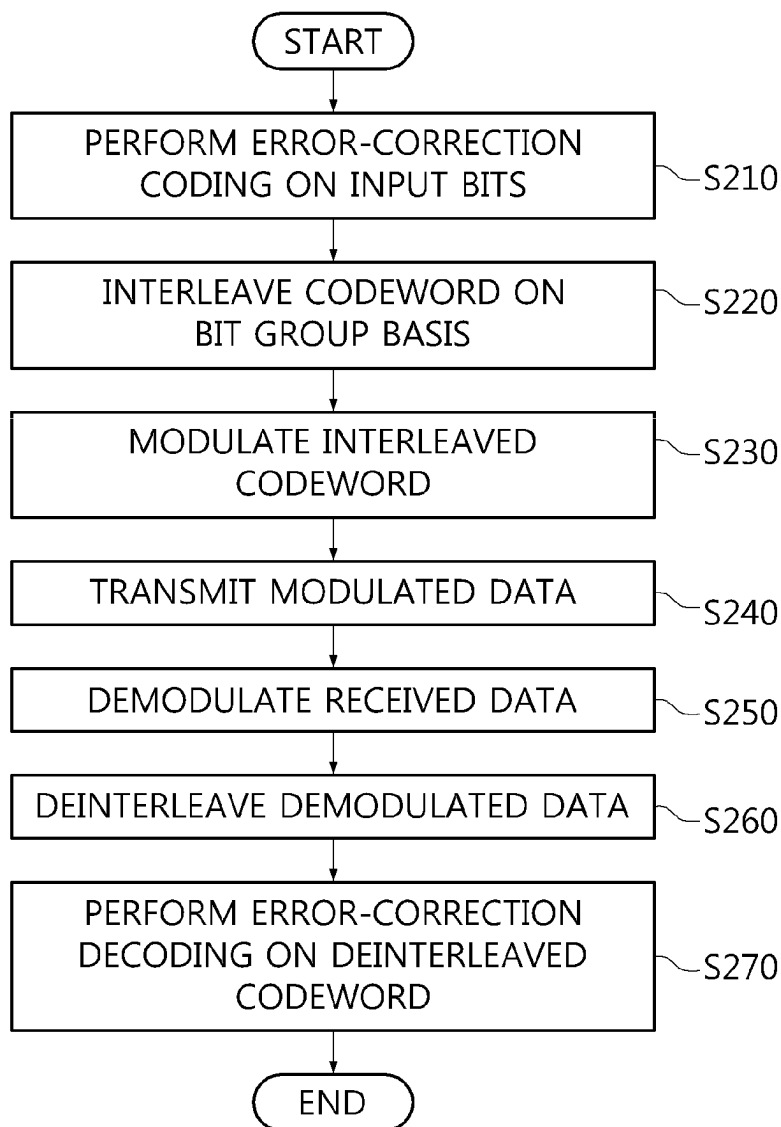 START
PERFORM ERROR-CORRECTION
CODING ON INPUT BITS
S210
INTERLEAVE CODEWORD ON
BIT GROUP BASIS
S220
MODULATE INTERLEAVED
CODEWORD
S230
TRANSMIT MODULATED DATA
S240
DEMODULATE RECEIVED DATA
S250
DEINTERLEAVE DEMODULATED DATA
S260
PERFORM ERROR-CORRECTION
DECODING ON DEINTERLEAVED
CODEWORD
S270
END